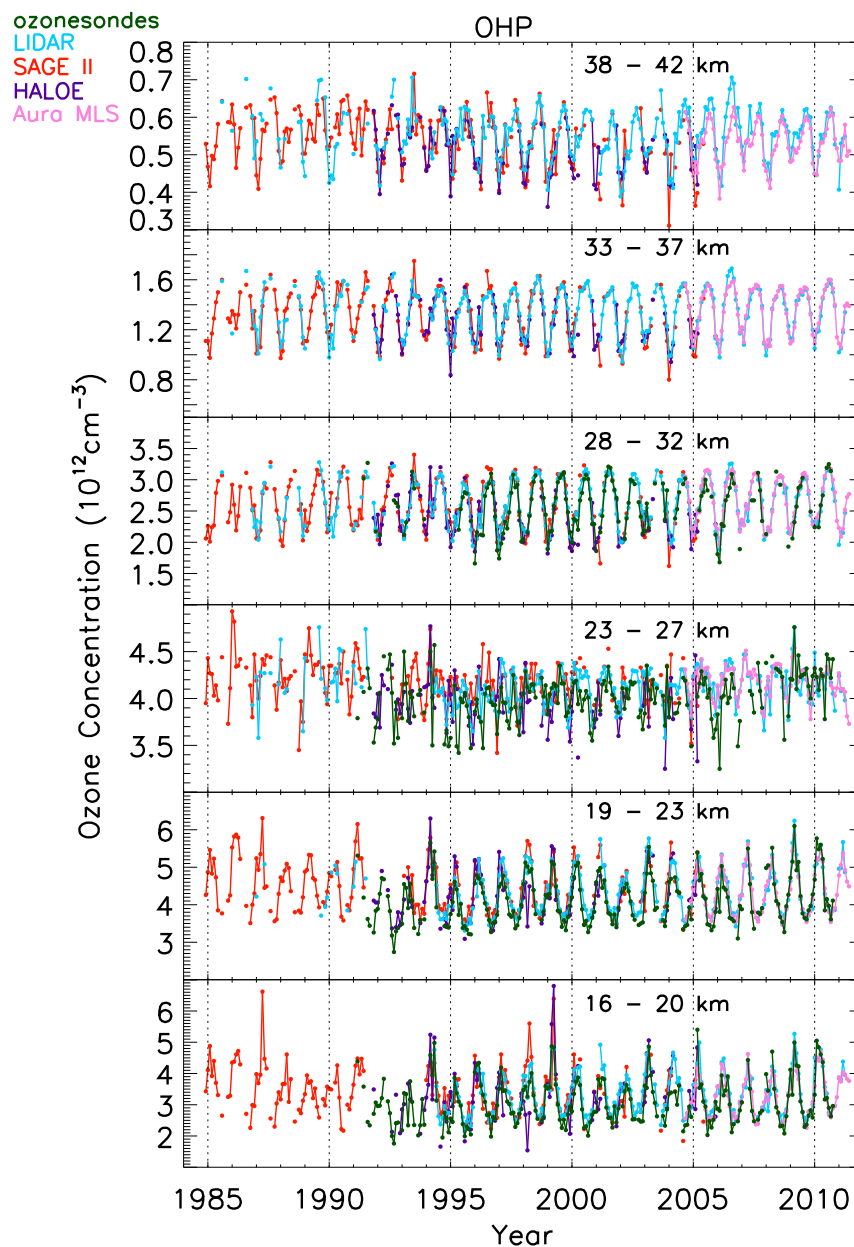 ozonesondes
LIDAR
SAGE II
HALOE
Aura MLS
OHP
38 - 42 km
0.8
0.7
0.6
0.5
0.4
0.3
33 - 37 km
1.6
1.2
0.8
28 - 32 km
3.5
3.0
2.5
2.0
1.5
23 - 27 km
4.5
4.0
3.5
19 - 23 km
6
5
4
3
16 - 20 km
6
5
4
3
2
Ozone Concentration (10¹²cm⁻³)
1985 1990 1995 2000 2005 2010
Year